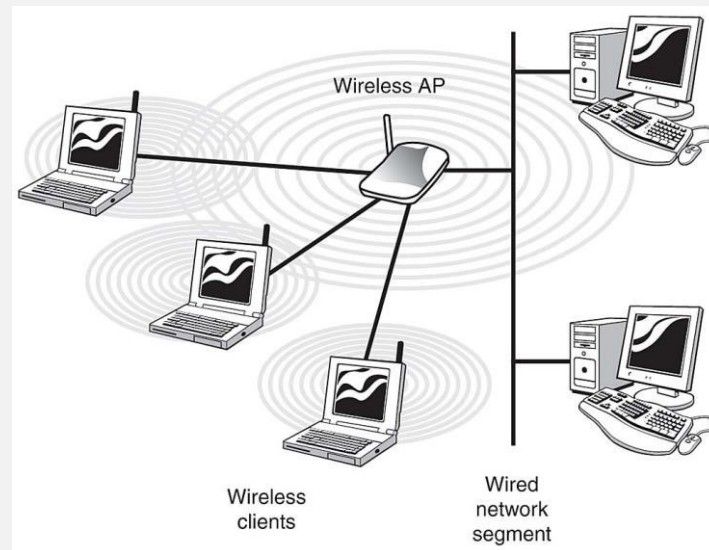 Wireless AP
Wireless
clients
Wired
network
segment